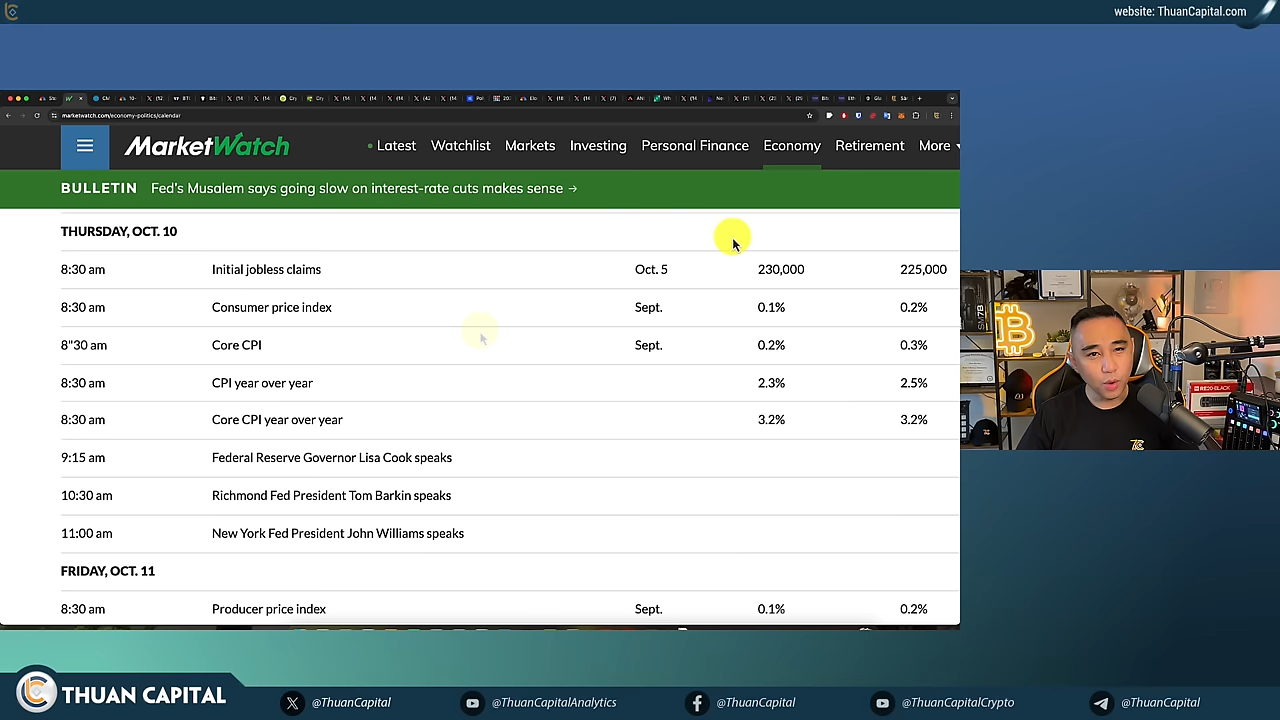 website: ThuanCapital.com
marketwatch.com/economy-politics/calendar
MarketWatch
Latest Watchlist Markets Investing Personal Finance Economy Retirement More
BULLETIN Fed's Musalem says going slow on interest-rate cuts makes sense →
THURSDAY, OCT. 10
8:30 am Initial jobless claims Oct. 5 230,000 225,000
8:30 am Consumer price index Sept. 0.1% 0.2%
8"30 am Core CPI Sept. 0.2% 0.3%
8:30 am CPI year over year 2.3% 2.5%
8:30 am Core CPI year over year 3.2% 3.2%
9:15 am Federal Reserve Governor Lisa Cook speaks
10:30 am Richmond Fed President Tom Barkin speaks
11:00 am New York Fed President John Williams speaks
FRIDAY, OCT. 11
8:30 am Producer price index Sept. 0.1% 0.2%
SM7B
RE20-BLACK
THUAN CAPITAL
@ThuanCapital
@ThuanCapitalAnalytics
@ThuanCapital
@ThuanCapitalCrypto
@ThuanCapital